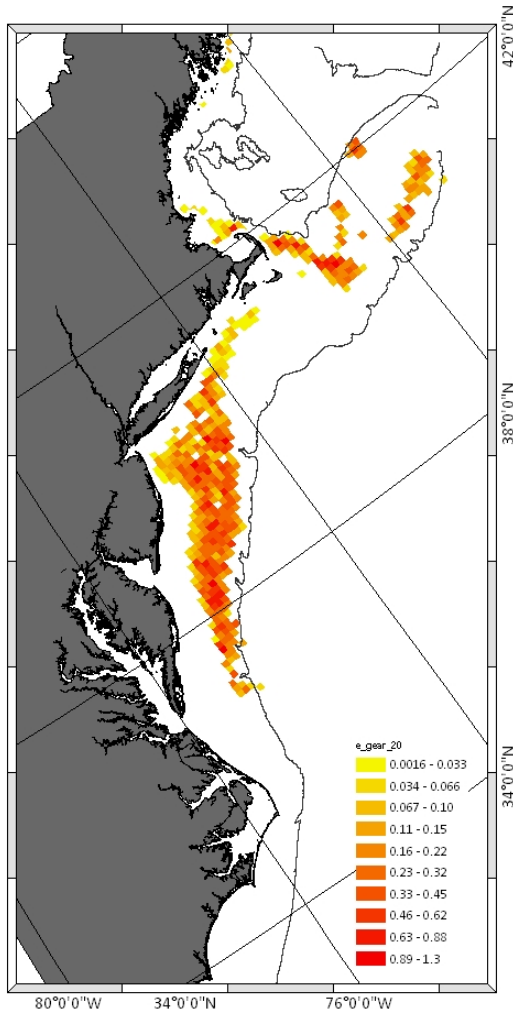 42°0'0"N
38°0'0"N
34°0'0"N
e_gear_20
0.0016 - 0.033
0.034 - 0.066
0.067 - 0.10
0.11 - 0.15
0.16 - 0.22
0.23 - 0.32
0.33 - 0.45
0.46 - 0.62
0.63 - 0.88
0.89 - 1.3
80°0'0"W
34°0'0"N
76°0'0"W